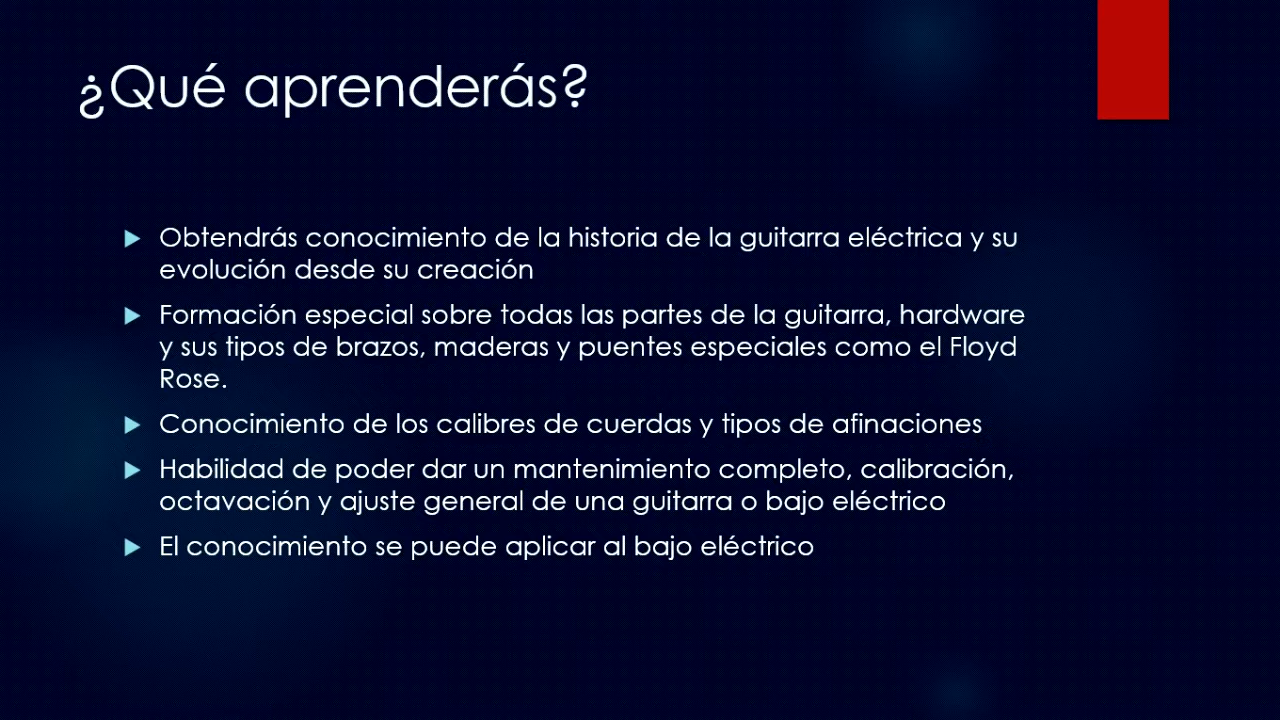 ¿Qué aprenderás?
Obtendrás conocimiento de la historia de la guitarra eléctrica y su
evolución desde su creación
Formación especial sobre todas las partes de la guitarra, hardware
y sus tipos de brazos, maderas y puentes especiales como el Floyd
Rose.
Conocimiento de los calibres de cuerdas y tipos de afinaciones
Habilidad de poder dar un mantenimiento completo, calibración,
octavación y ajuste general de una guitarra o bajo eléctrico
El conocimiento se puede aplicar al bajo eléctrico